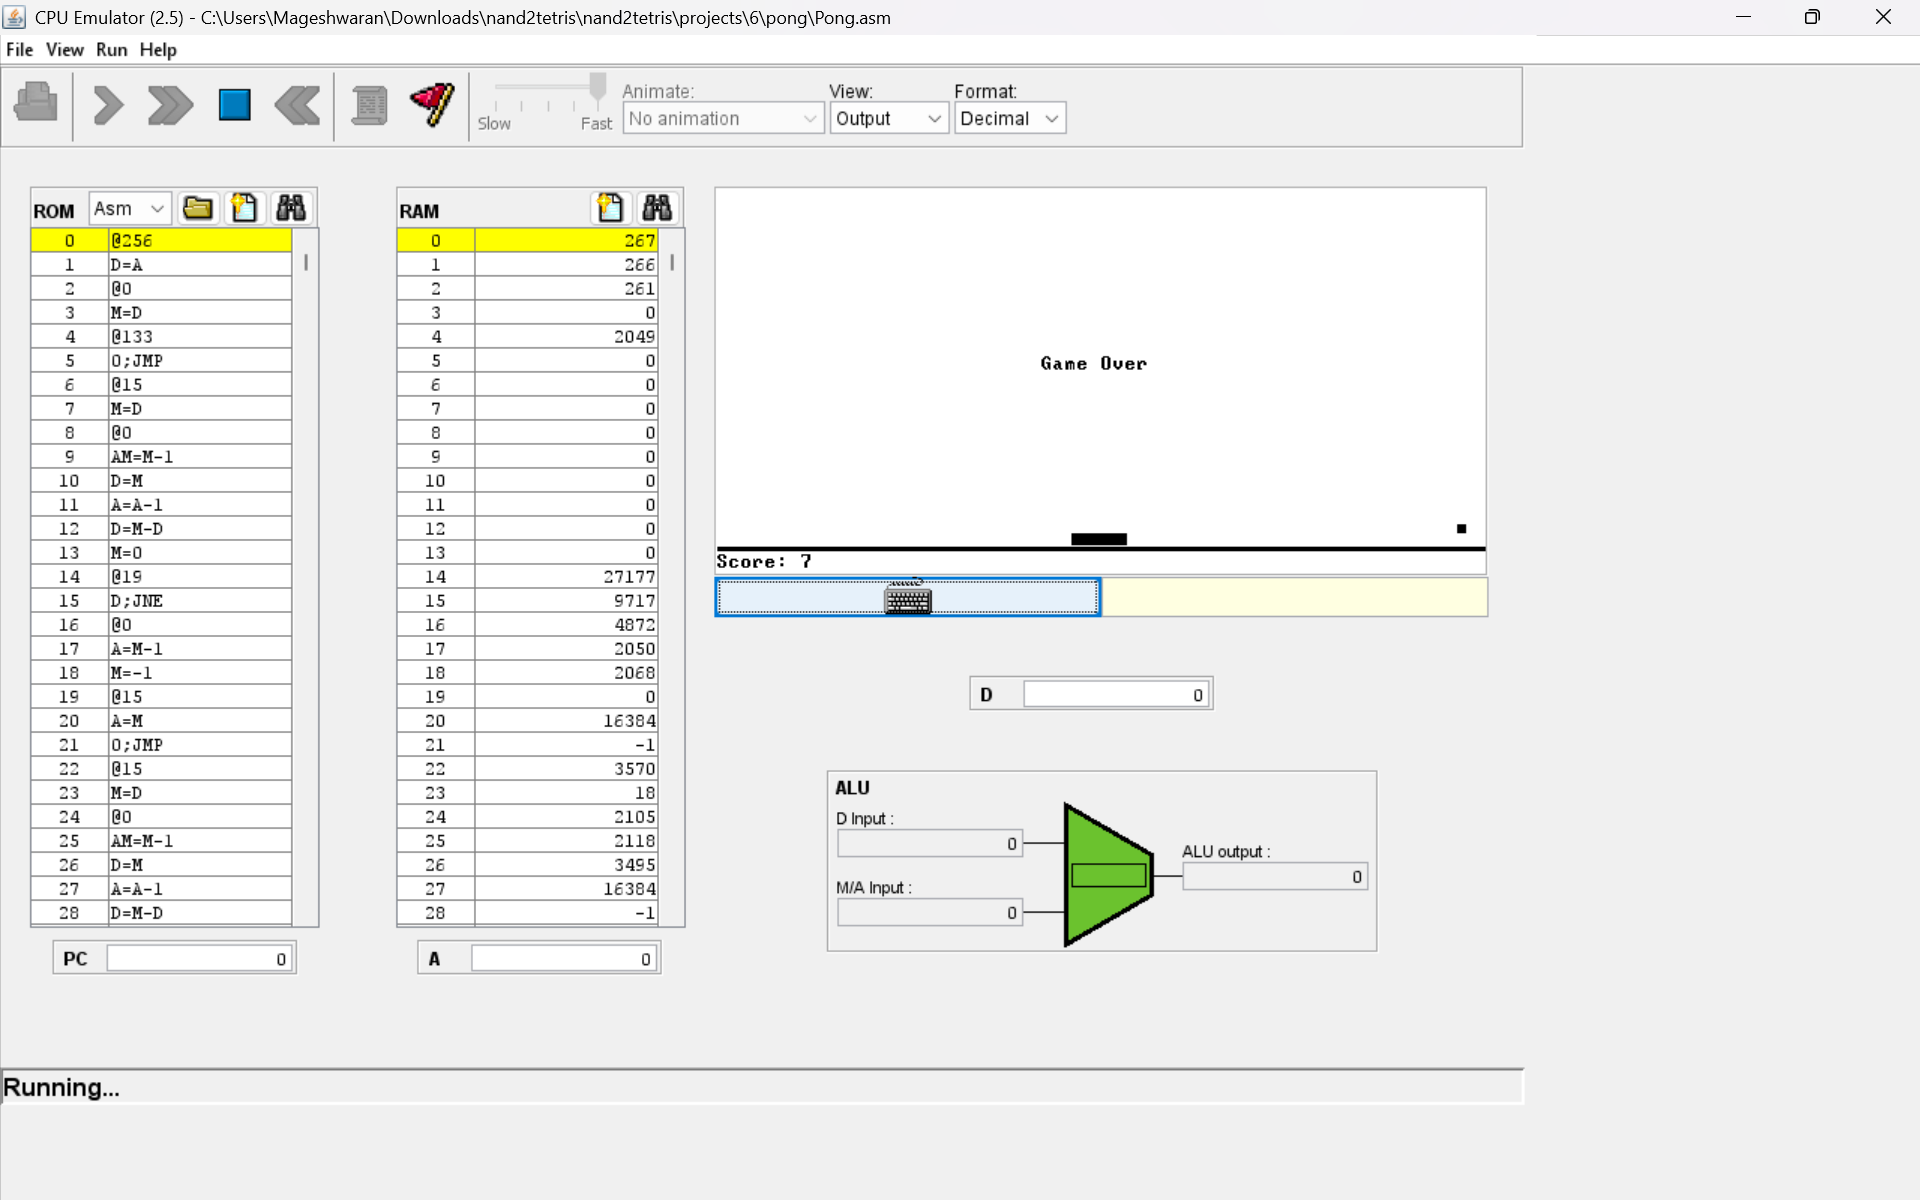 CPU Emulator (2.5) - C:\Users\Mageshwaran\Downloads\nand2tetris\nand2tetris\projects\6\pong\Pong.asm
File View Run Help
Slow Fast
Animate:
No animation
View:
Output
Format:
Decimal
ROM Asm
0 @256
1 D=A
2 @0
3 M=D
4 @133
5 0;JMP
6 @15
7 M=D
8 @0
9 AM=M-1
10 D=M
11 A=A-1
12 D=M-D
13 M=0
14 @19
15 D;JNE
16 @0
17 A=M-1
18 M=-1
19 @15
20 A=M
21 0;JMP
22 @15
23 M=D
24 @0
25 AM=M-1
26 D=M
27 A=A-1
28 D=M-D
PC 0
RAM
0 267
1 266
2 261
3 0
4 2049
5 0
6 0
7 0
8 0
9 0
10 0
11 0
12 0
13 0
14 27177
15 9717
16 4872
17 2050
18 2068
19 0
20 16384
21 -1
22 3570
23 18
24 2105
25 2118
26 3495
27 16384
28 -1
A 0
Game Over
Score: 7
D 0
ALU
D Input :
0
M/A Input :
0
ALU output :
0
Running...